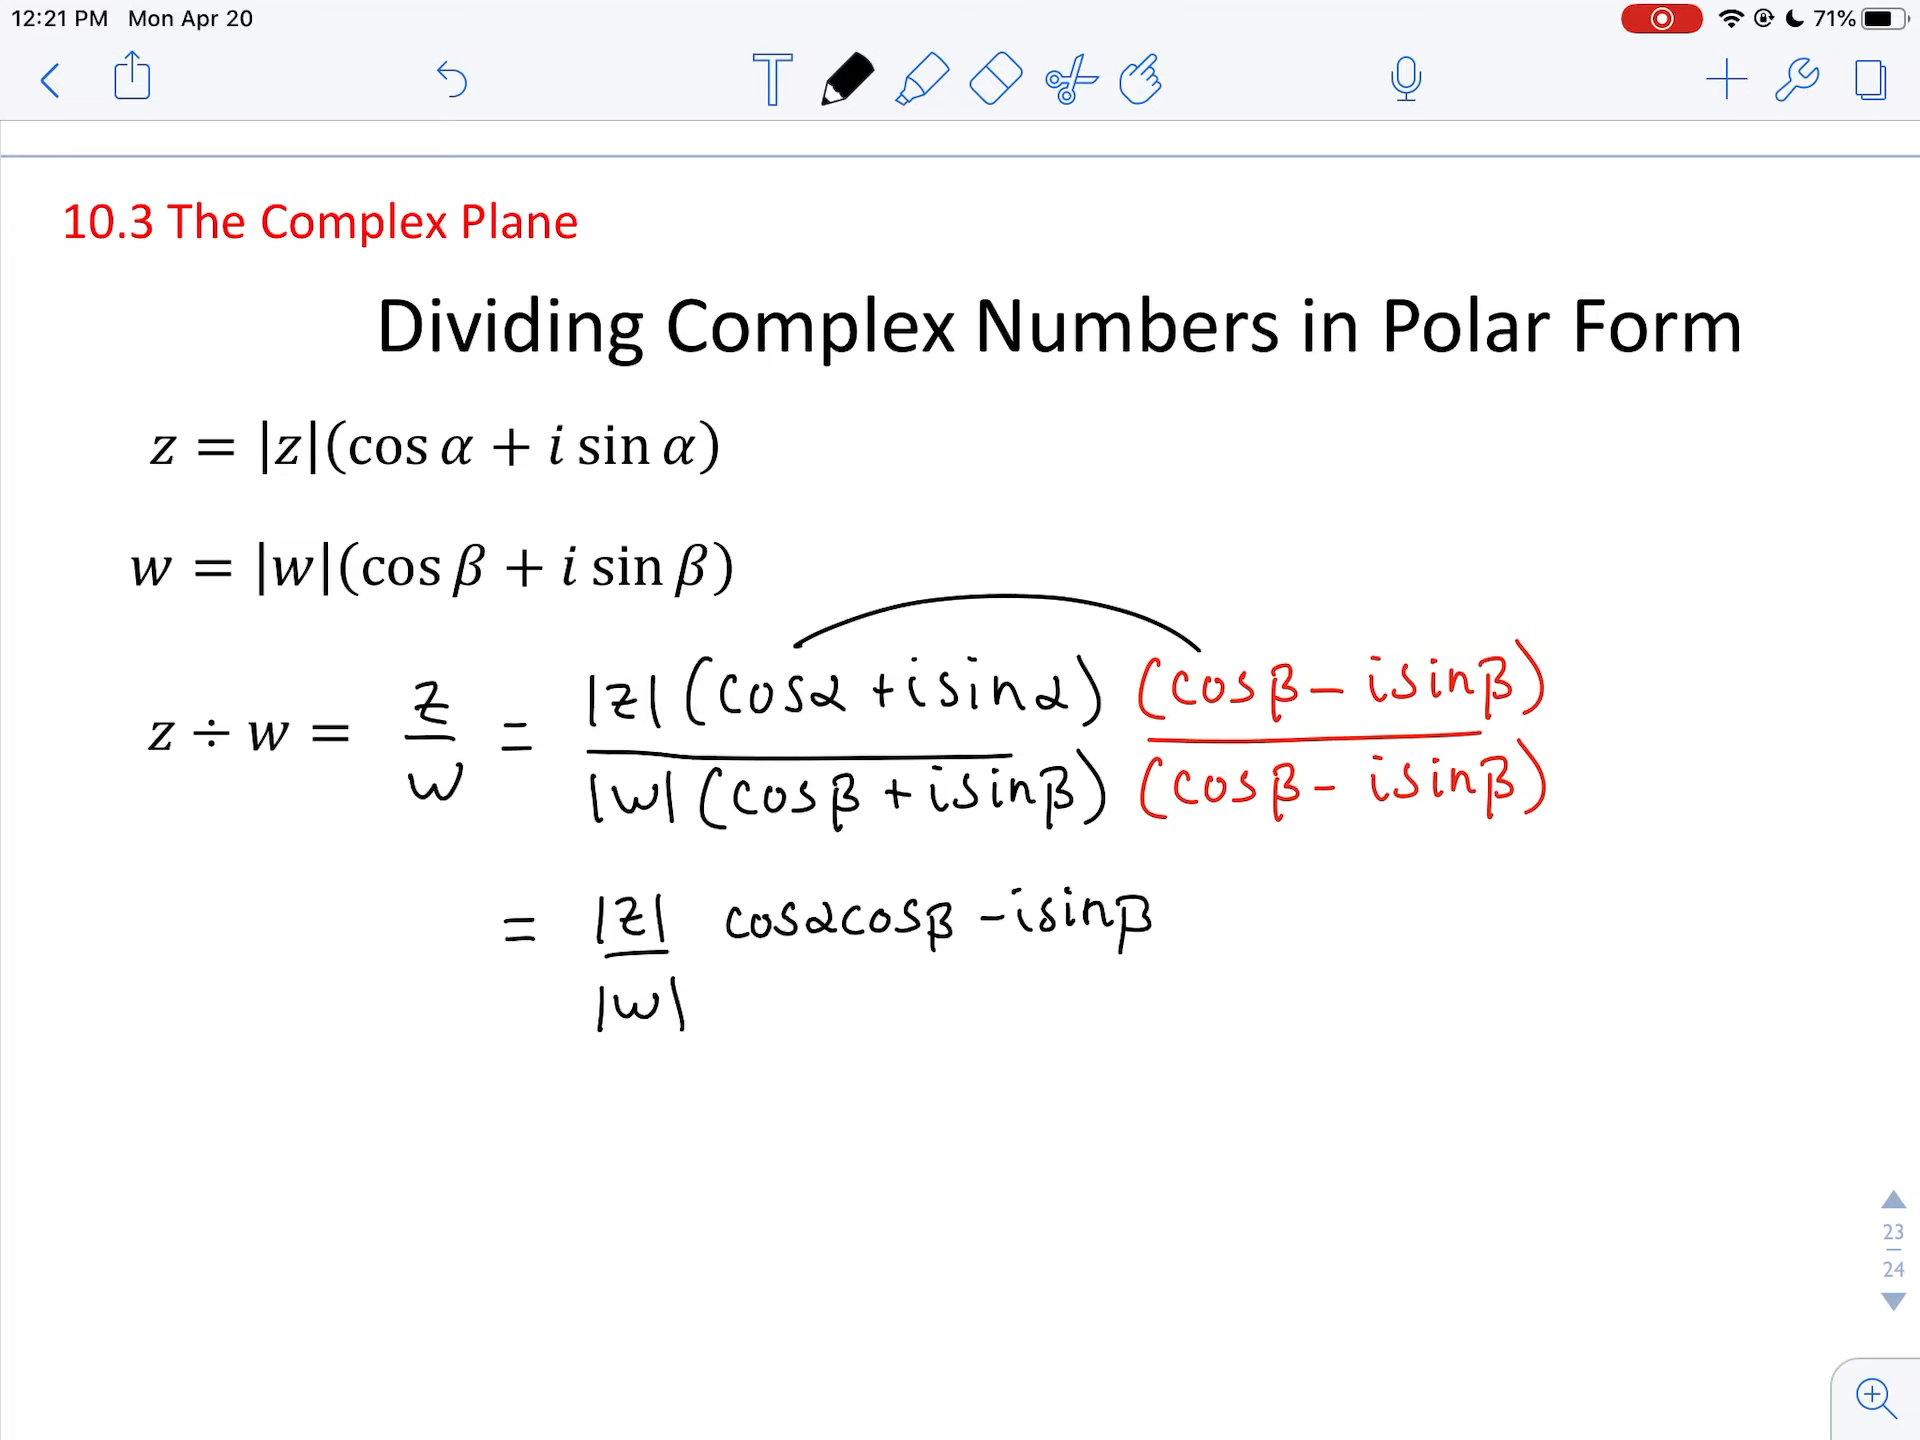 12:21 PM Mon Apr 20 71%
T
10.3 The Complex Plane
Dividing Complex Numbers in Polar Form
z = |z|(cos α + i sin α)
w = |w|(cos β + i sin β)
z ÷ w = z/w = |z|(cosα + isinα) (cosβ - isinβ) / |w|(cosβ + isinβ) (cosβ - isinβ)
= |z|/|w| cosαcosβ - isinβ
23
24